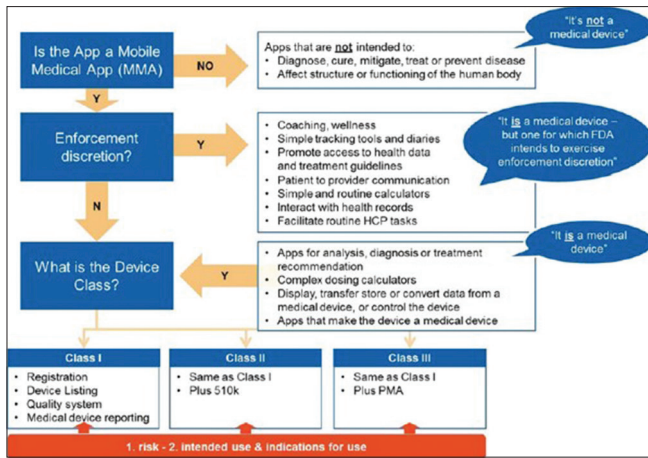 Is the App a Mobile
Medical App (MMA)
NO
Apps that are not intended to:
• Diagnose, cure, mitigate, treat or prevent disease
• Affect structure or functioning of the human body
"It's not a
medical device"
Y
Enforcement
discretion?
Y
• Coaching, wellness
• Simple tracking tools and diaries
• Promote access to health data
and treatment guidelines
• Patient to provider communication
• Simple and routine calculators
• Interact with health records
• Facilitate routine HCP tasks
"It is a medical device –
but one for which FDA
intends to exercise
enforcement discretion"
N
What is the Device
Class?
Y
• Apps for analysis, diagnosis or treatment
recommendation
• Complex dosing calculators
• Display, transfer store or convert data from a
medical device, or control the device
• Apps that make the device a medical device
"It is a medical
device"
Class I
• Registration
• Device Listing
• Quality system
• Medical device reporting
Class II
• Same as Class I
• Plus 510k
Class III
• Same as Class I
• Plus PMA
1. risk - 2. intended use & indications for use